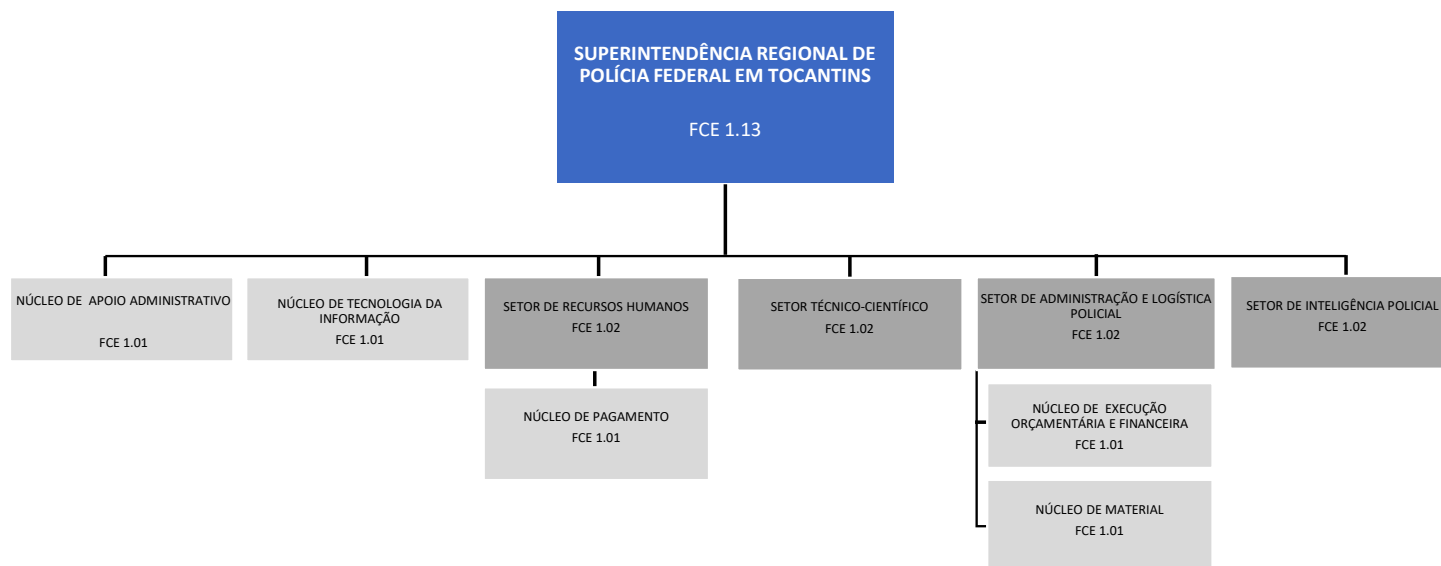 SUPERINTENDÊNCIA REGIONAL DE
POLÍCIA FEDERAL EM TOCANTINS
FCE 1.13
NÚCLEO DE APOIO ADMINISTRATIVO
FCE 1.01
NÚCLEO DE TECNOLOGIA DA
INFORMAÇÃO
FCE 1.01
SETOR DE RECURSOS HUMANOS
FCE 1.02
SETOR TÉCNICO-CIENTÍFICO
FCE 1.02
SETOR DE ADMINISTRAÇÃO E LOGÍSTICA
POLICIAL
FCE 1.02
SETOR DE INTELIGÊNCIA POLICIAL
FCE 1.02
NÚCLEO DE PAGAMENTO
FCE 1.01
NÚCLEO DE EXECUÇÃO
ORÇAMENTÁRIA E FINANCEIRA
FCE 1.01
NÚCLEO DE MATERIAL
FCE 1.01